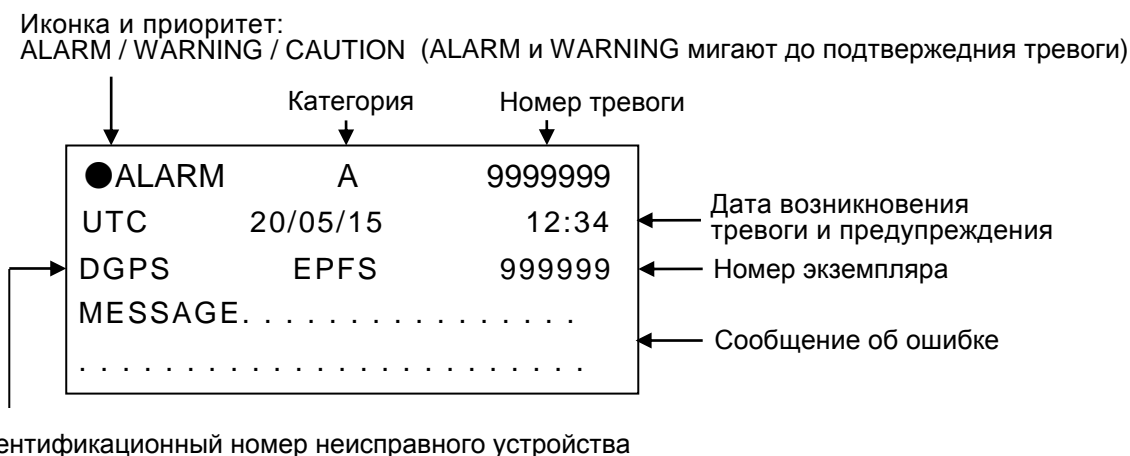 Иконка и приоритет:
ALARM / WARNING / CAUTION (ALARM и WARNING мигают до подтвержедния тревоги)
Категория Номер тревоги
●ALARM A 9999999
UTC 20/05/15 12:34
Дата возникновения
тревоги и предупреждения
DGPS EPFS 999999
Номер экземпляра
MESSAGE. . . . . . . . . . . . . . . .
Сообщение об ошибке
. . . . . . . . . . . . . . . . . . . . . . . .
ентификационный номер неисправного устройства